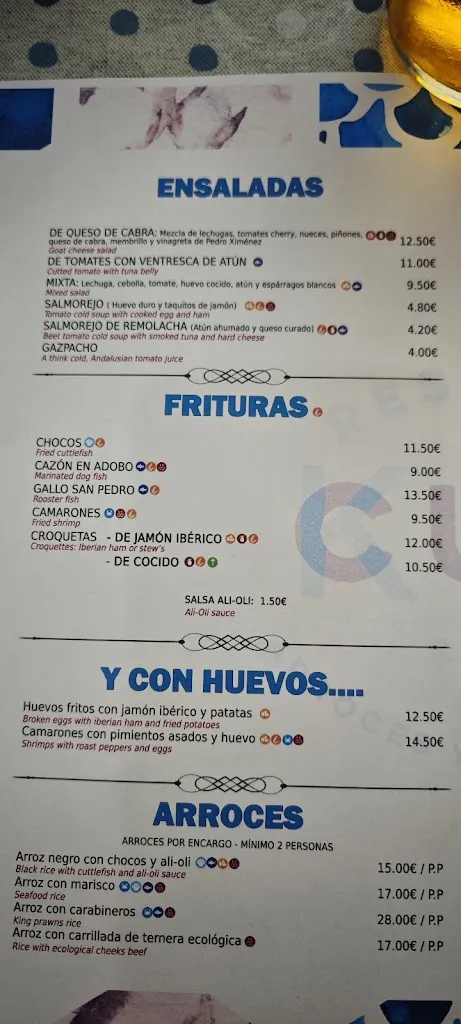 ENSALADAS
DE QUESO DE CABRA: Mezcla de lechugas, tomates cherry, nueces, piñones,
queso de cabra, membrillo y vinagreta de Pedro Ximénez 12.50€
Goat cheese salad
DE TOMATES CON VENTRESCA DE ATÚN 11.00€
Cutted tomato with tuna belly
MIXTA: Lechuga, cebolla, tomate, huevo cocido, atún y espárragos blancos 9.50€
Mixed salad
SALMOREJO ( Huevo duro y taquitos de jamón) 4.80€
Tomato cold soup with cooked egg and ham
SALMOREJO DE REMOLACHA (Atún ahumado y queso curado) 4.20€
Beet tomato cold soup with smoked tuna and hard cheese
GAZPACHO 4.00€
A think cold, Andalusian tomato juice
FRITURAS
CHOCOS 11.50€
Fried cuttlefish
CAZÓN EN ADOBO 9.00€
Marinated dog fish
GALLO SAN PEDRO 13.50€
Rooster fish
CAMARONES 9.50€
Fried shrimp
CROQUETAS - DE JAMÓN IBÉRICO 12.00€
Croquettes: Iberian ham or stew's
- DE COCIDO 10.50€
SALSA ALI-OLI: 1.50€
Ali-Oli sauce
Y CON HUEVOS....
Huevos fritos con jamón ibérico y patatas 12.50€
Broken eggs with iberian ham and fried potatoes
Camarones con pimientos asados y huevo 14.50€
Shrimps with roast peppers and eggs
ARROCES
ARROCES POR ENCARGO - MÍNIMO 2 PERSONAS
Arroz negro con chocos y ali-oli 15.00€ / P.P
Black rice with cuttlefish and ali-oli sauce
Arroz con marisco 17.00€ / P.P
Seafood rice
Arroz con carabineros 28.00€ / P.P
King prawns rice
Arroz con carrillada de ternera ecológica 17.00€ / P.P
Rice with ecological cheeks beef